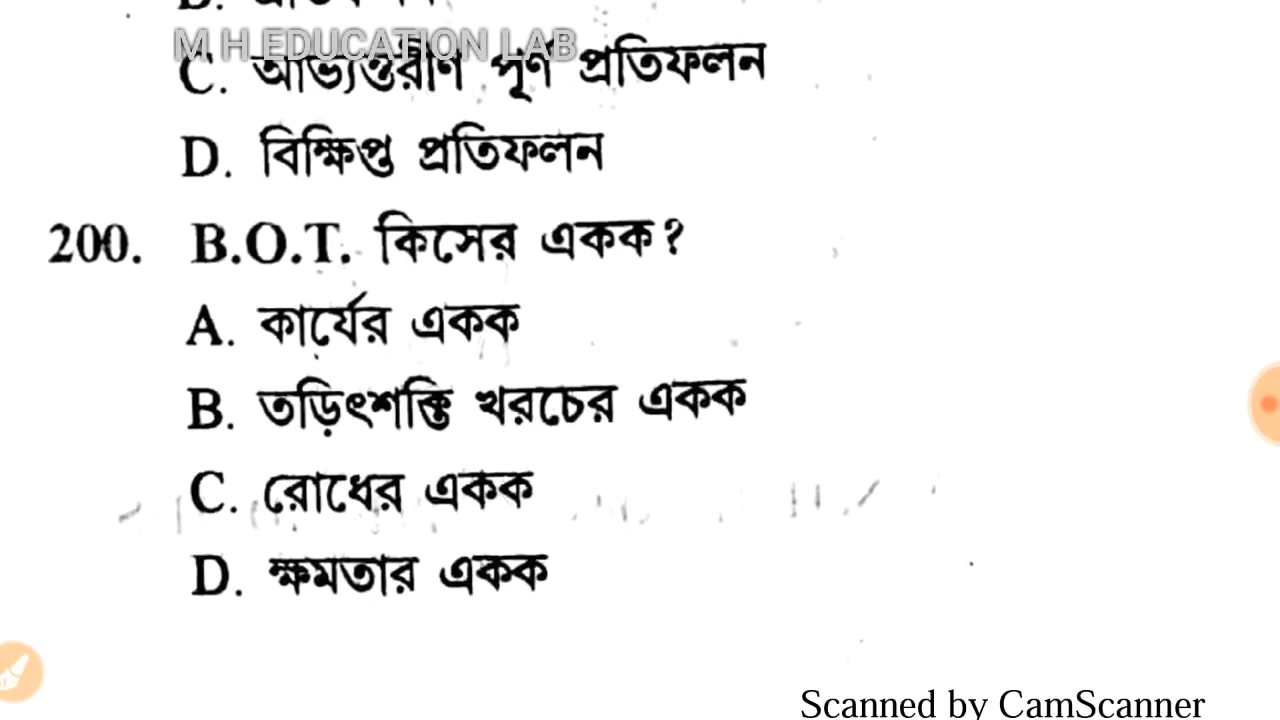 M H EDUCATION LAB
C. আভ্যন্তরীণ পূর্ণ প্রতিফলন
D. বিক্ষিপ্ত প্রতিফলন
200. B.O.T. কিসের একক?
A. কার্যের একক
B. তড়িৎশক্তি খরচের একক
C. রোধের একক
D. ক্ষমতার একক
Scanned by CamScanner